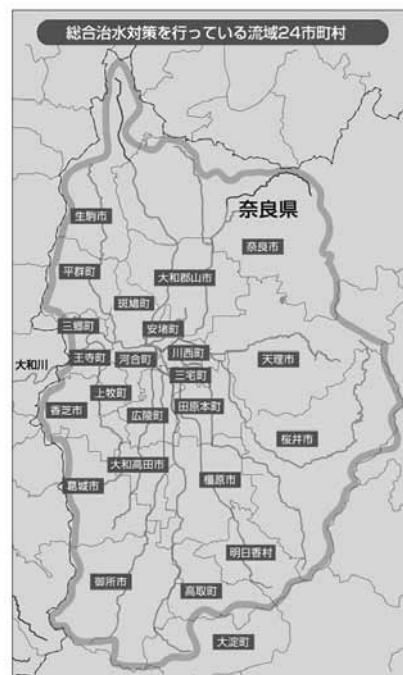 総合治水対策を行っている流域24市町村
奈良県
生駒市
奈良市
平群町
大和郡山市
斑鳩町
三郷町
安堵町
大和川
王寺町
河合町
川西町
天理市
三宅町
上牧町
香芝市
広陵町
田原本町
桜井市
大和高田市
葛城市
橿原市
明日香村
御所市
高取町
大淀町